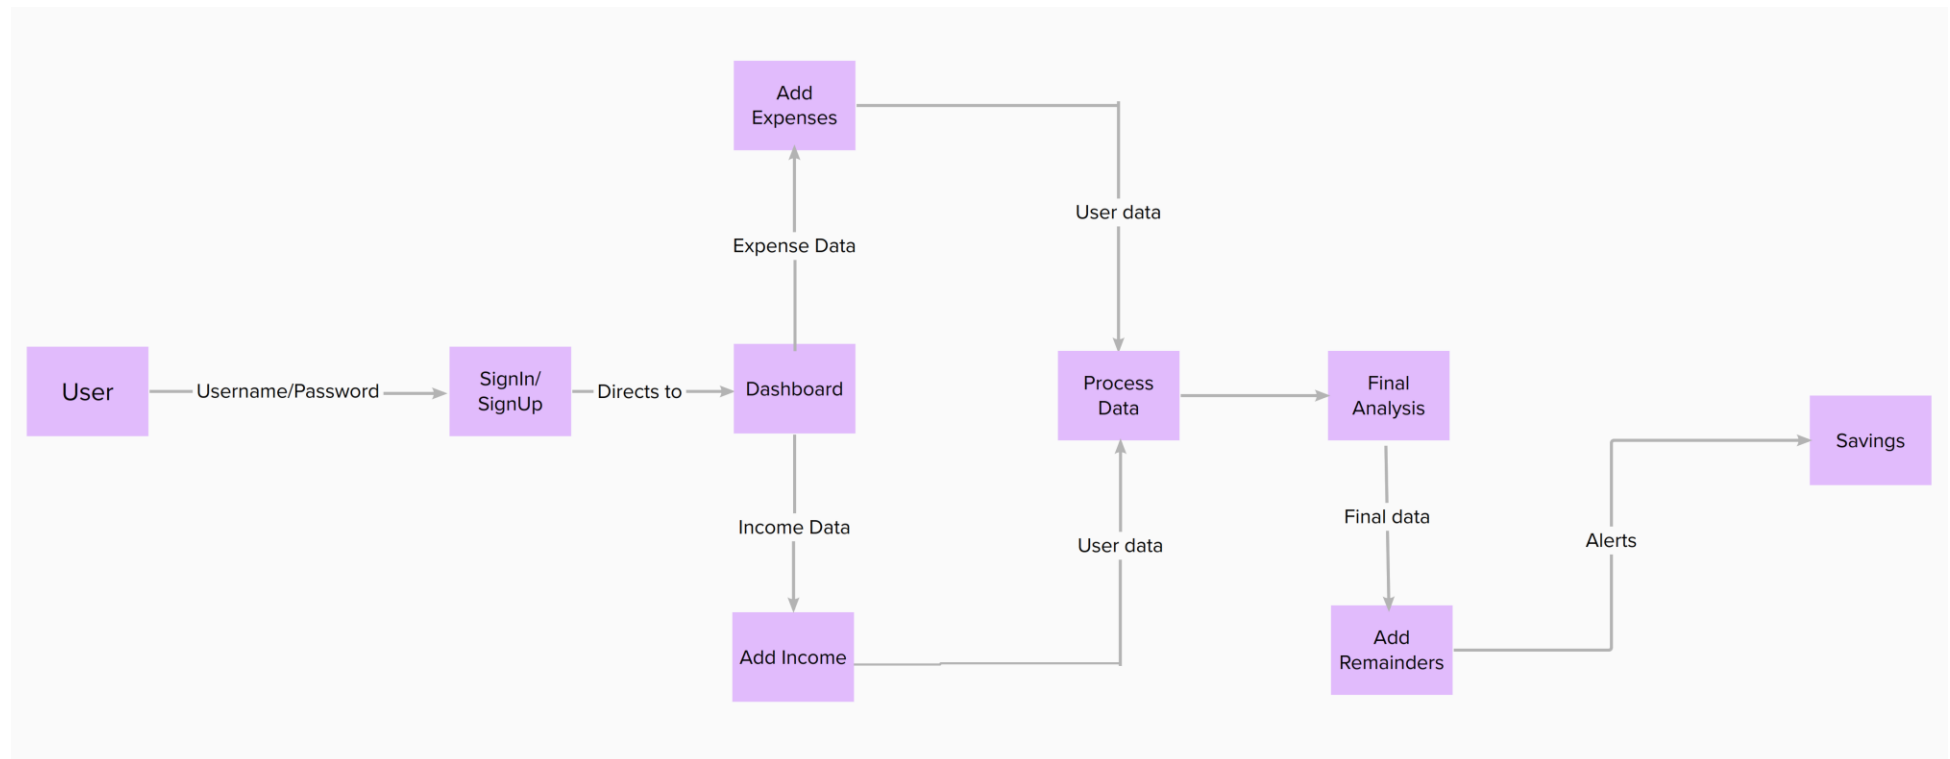 Add
Expenses
User data
Expense Data
User
Username/Password
SignIn/
SignUp
Directs to
Dashboard
Process
Data
Final
Analysis
Savings
Income Data
User data
Final data
Alerts
Add Income
Add
Remainders